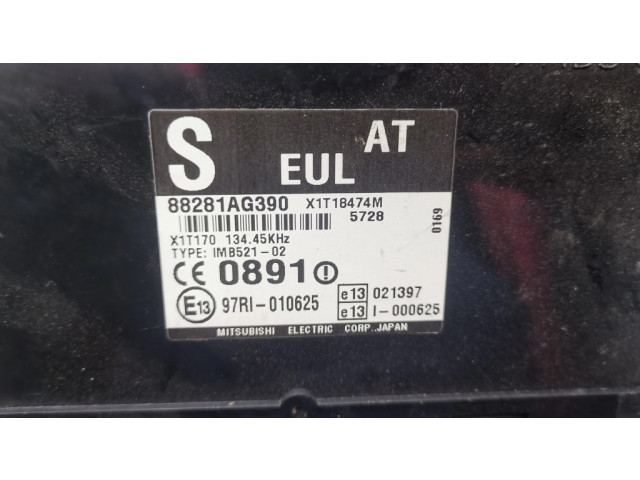 S EUL AT
88281AG390 X1T18474M
5728
0169
X1T170 134.45KHz
TYPE: IMB521-02
CE 0891
E13 97RI-010625
e13 021397
e13 I-000625
MITSUBISHI ELECTRIC CORP.,JAPAN